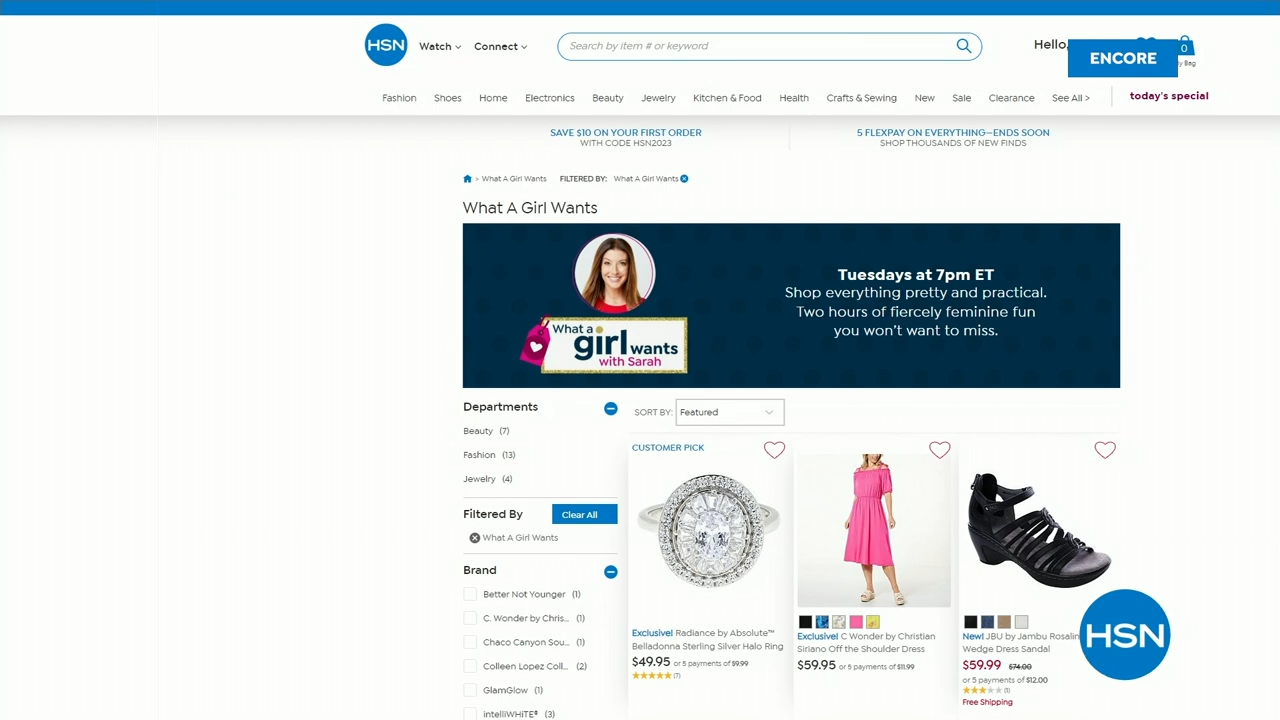 HSN
Watch
Connect
Search by item # or keyword
Hello,
0
Bag
ENCORE
Fashion
Shoes
Home
Electronics
Beauty
Jewelry
Kitchen & Food
Health
Crafts & Sewing
New
Sale
Clearance
See All >
today's special
SAVE $10 ON YOUR FIRST ORDER
WITH CODE HSN2023
5 FLEXPAY ON EVERYTHING—ENDS SOON
SHOP THOUSANDS OF NEW FINDS
> What A Girl Wants FILTERED BY: What A Girl Wants
What A Girl Wants
What a
girl wants
with Sarah
Tuesdays at 7pm ET
Shop everything pretty and practical.
Two hours of fiercely feminine fun
you won't want to miss.
Departments
Beauty (7)
Fashion (13)
Jewelry (4)
Filtered By
Clear All
What A Girl Wants
Brand
Better Not Younger (1)
C. Wonder by Chris... (1)
Chaco Canyon Sou... (1)
Colleen Lopez Coll... (2)
GlamGlow (1)
intelliWHiTE® (3)
SORT BY: Featured
CUSTOMER PICK
Exclusive! Radiance by Absolute™
Belladonna Sterling Silver Halo Ring
$49.95 or 5 payments of $9.99
(7)
Exclusive! C Wonder by Christian
Siriano Off the Shoulder Dress
$59.95 or 5 payments of $11.99
New! JBU by Jambu Rosalin
Wedge Dress Sandal
$59.99 $74.00
or 5 payments of $12.00
(1)
Free Shipping
HSN